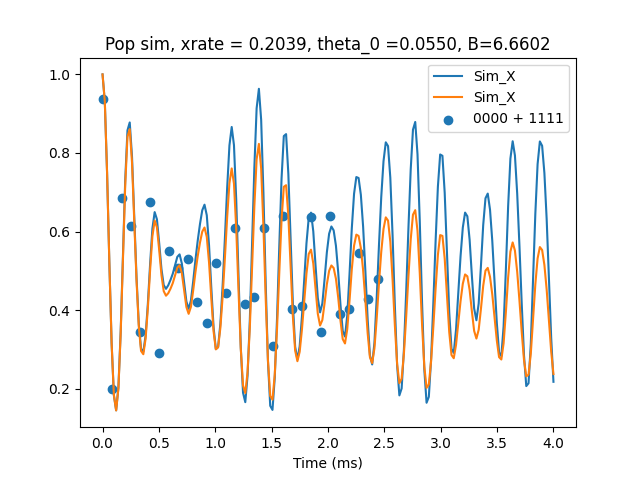 Pop sim, xrate = 0.2039, theta_0 =0.0550, B=6.6602
Sim_X
Sim_X
0000 + 1111
1.0
0.8
0.6
0.4
0.2
0.0 0.5 1.0 1.5 2.0 2.5 3.0 3.5 4.0
Time (ms)